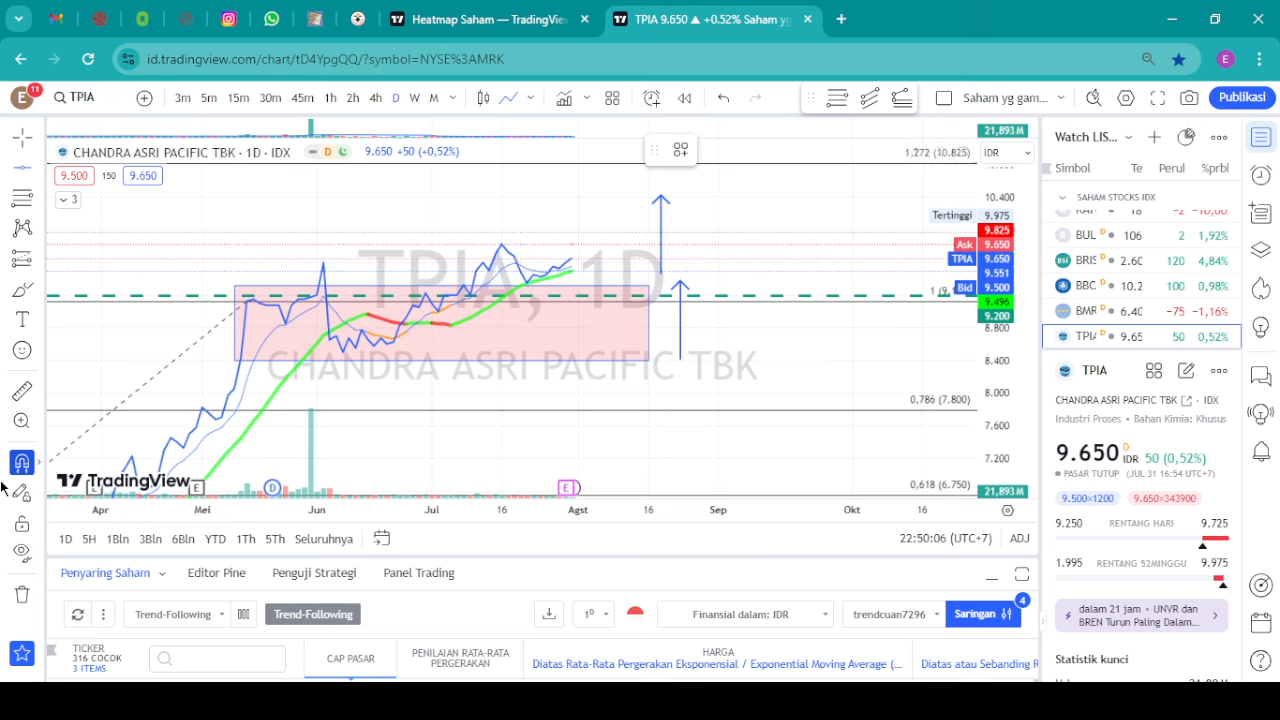 Heatmap Saham — TradingView
TPIA 9.650 ▲ +0.52% Saham yg
id.tradingview.com/chart/tD4YpgQQ/?symbol=NYSE%3AMRK
E
E
11
TPIA
3m 5m 15m 30m 45m 1h 2h 4h D W M
Saham yg gam...
Publikasi
CHANDRA ASRI PACIFIC TBK · 1D · IDX
D
9.650 +50 (+0,52%)
9.500 150 9.650
3
TPIA, 1D
CHANDRA ASRI PACIFIC TBK
21,893 M
1,272 (10.825)
IDR
10.400
Tertinggi 9.975
9.825
Ask 9.650
TPIA 9.650
9.551
Bid 9.500
1 (9.
9.496
9.200
8.800
8.400
8.000
0,786 (7.800)
7.600
7.200
0,618 (6.750)
21,893 M
TradingView
E E D E
Apr Mei Jun Jul 16 Agst 16 Sep Okt 16
1D 5H 1Bln 3Bln 6Bln YTD 1Th 5Th Seluruhnya
22:50:06 (UTC+7) ADJ
Penyaring Saham Editor Pine Penguji Strategi Panel Trading
Trend-Following
Trend-Following
1D
Finansial dalam: IDR
trendcuan7296
Saringan
4
TICKER
316 COCOK
3 ITEMS
CAP PASAR
PENILAIAN RATA-RATA
PERGERAKAN
HARGA
Diatas Rata-Rata Pergerakan Eksponensial / Exponential Moving Average (...
Diatas atau Sebanding R
Watch LIS...
Simbol Te Perul %prbl
SAHAM STOCKS IDX
BUL D 106 2 1,92%
BRIS D 2.60 120 4,84%
BBC D 10.2 100 0,98%
BMR D 6.40 −75 −1,16%
TPIA D 9.65 50 0,52%
TPIA
CHANDRA ASRI PACIFIC TBK · IDX
Industri Proses • Bahan Kimia: Khusus
9.650 D IDR 50 (0,52%)
PASAR TUTUP (JUL 31 16:54 UTC+7)
9.500×1200 9.650×343900
9.250 RENTANG HARI 9.725
1.995 RENTANG 52MINGGU 9.975
dalam 21 jam • UNVR dan
BREN Turun Paling Dalam...
Statistik kunci